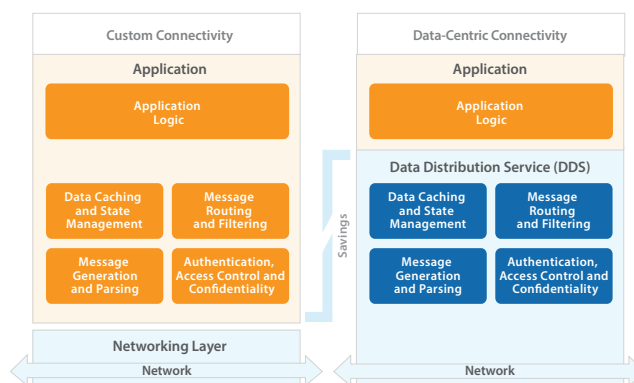 Custom Connectivity
Application
Application
Logic
Data Caching
and State
Management
Message
Routing
and Filtering
Message
Generation
and Parsing
Authentication,
Access Control and
Confidentiality
Networking Layer
Network
Savings
Data-Centric Connectivity
Application
Application
Logic
Data Distribution Service (DDS)
Data Caching
and State
Management
Message
Routing
and Filtering
Message
Generation
and Parsing
Authentication,
Access Control and
Confidentiality
Network